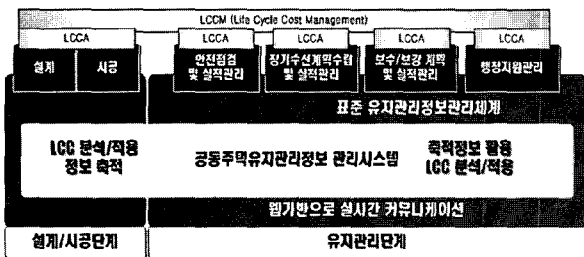 LCCM (Life Cycle Cost Management)
LCCA LCCA LCCA LCCA LCCA
설계 시공 안전점검 및 실적관리 장기수선계획수립 및 실적관리 보수/보강 계획 및 실적관리 행정지원관리
표준 유지관리정보관리체계
LCC 분석/적용 정보 축적
공동주택유지관리정보 관리시스템
축적정보 활용 LCC 분석/적용
웹기반으로 실시간 커뮤니케이션
설계/시공단계 유지관리단계